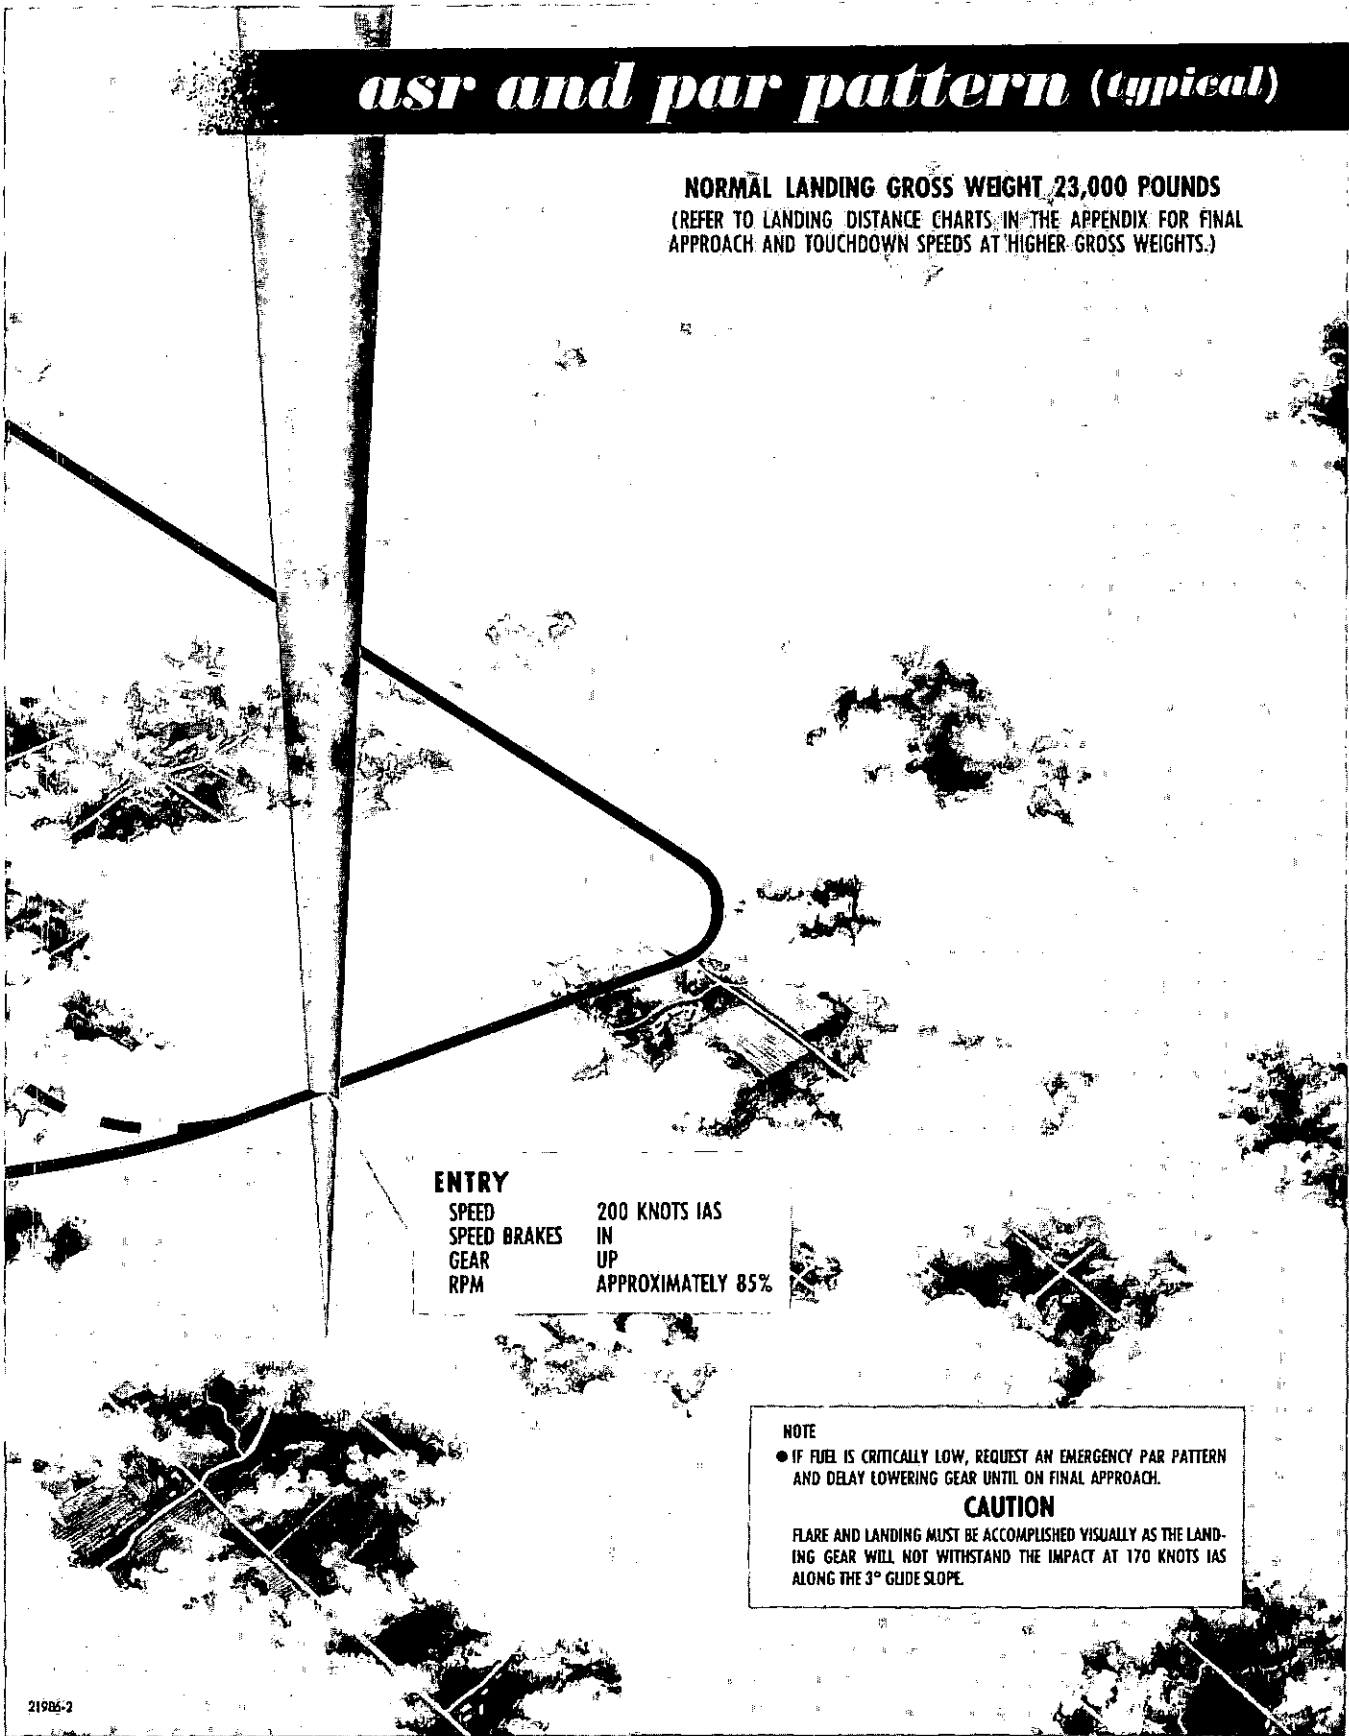 asr and par pattern (typical)
NORMAL LANDING GROSS WEIGHT 23,000 POUNDS
(REFER TO LANDING DISTANCE CHARTS IN THE APPENDIX FOR FINAL
APPROACH AND TOUCHDOWN SPEEDS AT HIGHER GROSS WEIGHTS.)
ENTRY
SPEED 200 KNOTS IAS
SPEED BRAKES IN
GEAR UP
RPM APPROXIMATELY 85%
NOTE
● IF FUEL IS CRITICALLY LOW, REQUEST AN EMERGENCY PAR PATTERN
AND DELAY LOWERING GEAR UNTIL ON FINAL APPROACH.
CAUTION
FLARE AND LANDING MUST BE ACCOMPLISHED VISUALLY AS THE LAND-
ING GEAR WILL NOT WITHSTAND THE IMPACT AT 170 KNOTS IAS
ALONG THE 3° GLIDE SLOPE.
21986-2